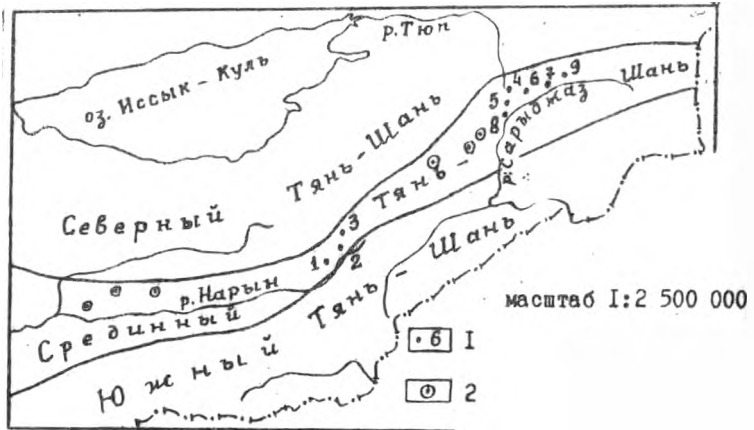 р. Тюп
оз. Иссык-Куль
4 6 7 9
5
8
Шань
р. Сарыджаз
Северный Тянь-Шань
3
1
2
р. Нарын
Срединный Тянь-
Южный Тянь-Шань
масштаб I:2 500 000
6 I
2